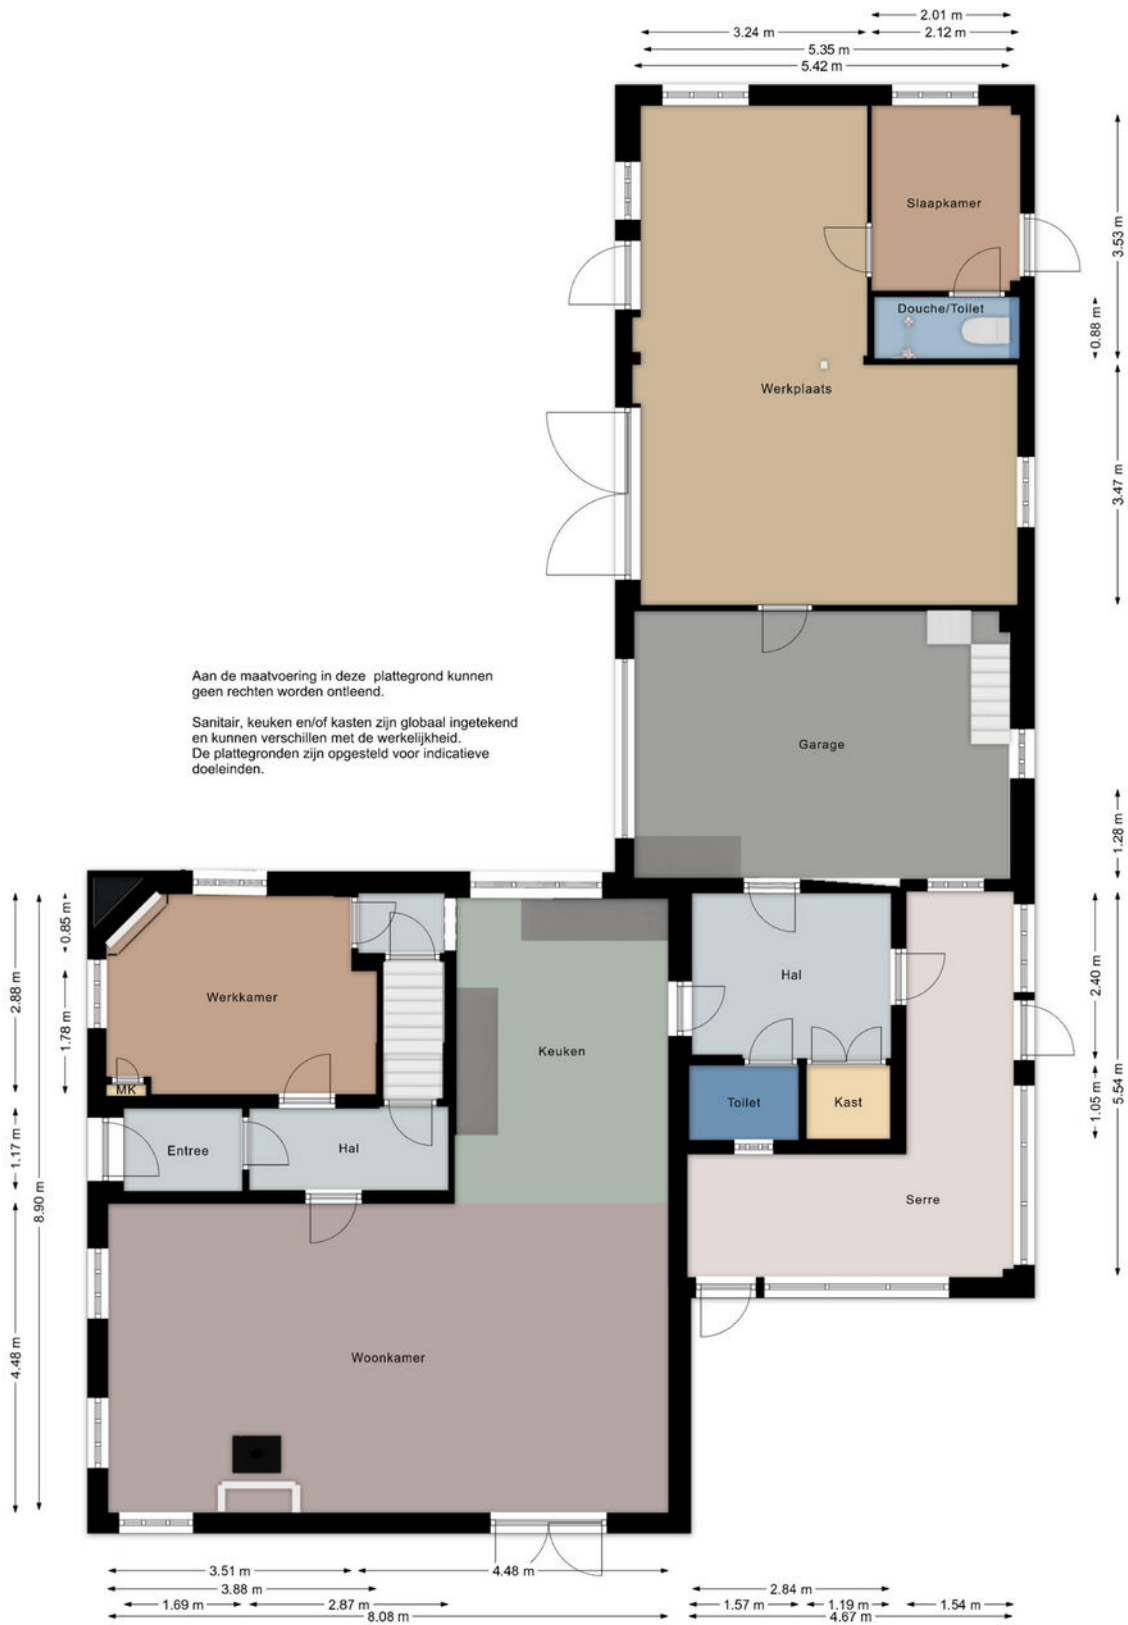 2.01 m
3.24 m
2.12 m
5.35 m
5.42 m
Slaapkamer
3.53 m
Douche/Toilet
0.88 m
Werkplaats
3.47 m
Aan de maatvoering in deze plattegrond kunnen
geen rechten worden ontleend.
Sanitair, keuken en/of kasten zijn globaal ingetekend
en kunnen verschillen met de werkelijkheid.
De plattegronden zijn opgesteld voor indicatieve
doeleinden.
Garage
1.28 m
0.85 m
2.88 m
1.78 m
Werkkamer
Hal
2.40 m
Keuken
MK
Toilet
Kast
1.05 m
5.54 m
1.17 m
8.90 m
Entree
Hal
Serre
4.48 m
Woonkamer
3.51 m
4.48 m
3.88 m
2.84 m
1.69 m
2.87 m
1.57 m
1.19 m
1.54 m
8.08 m
4.67 m